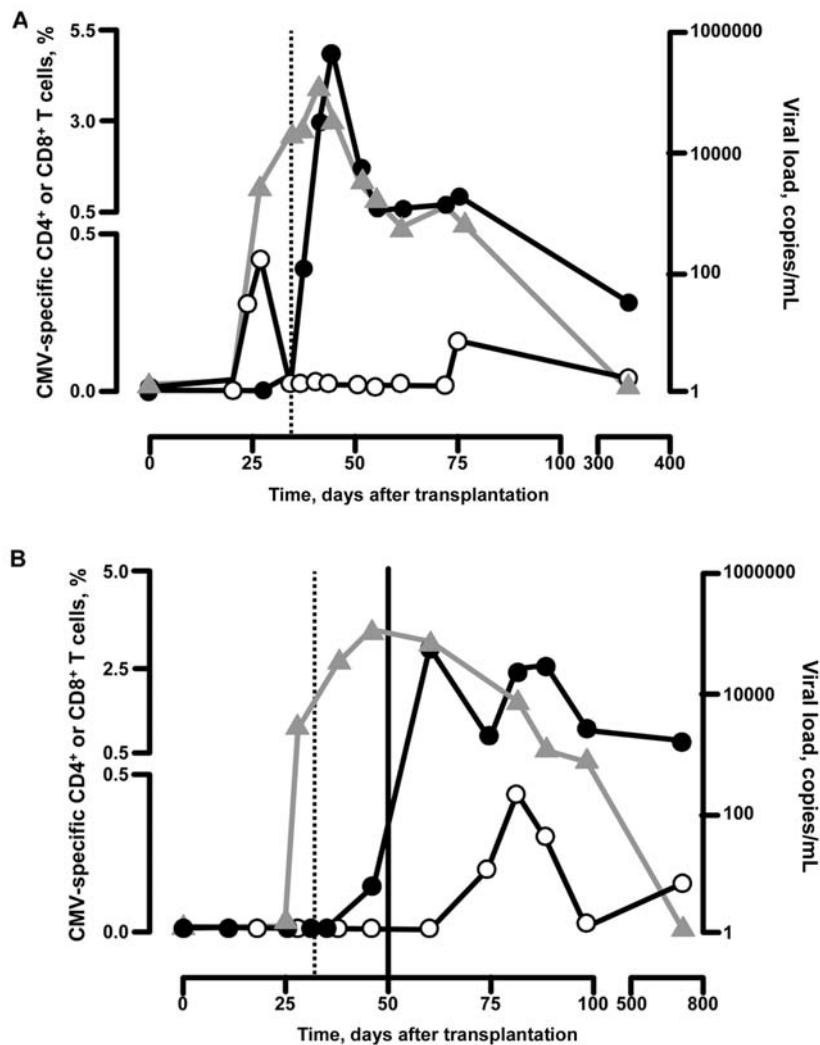 A
5.5
3.0
0.5
0.5
0.0
CMV-specific CD4⁺ or CD8⁺ T cells, %
1000000
10000
100
1
Viral load, copies/mL
0 25 50 75 100 300 400
Time, days after transplantation
B
5.0
2.5
0.5
0.5
0.0
CMV-specific CD4⁺ or CD8⁺ T cells, %
1000000
10000
100
1
Viral load, copies/mL
0 25 50 75 100 500 800
Time, days after transplantation